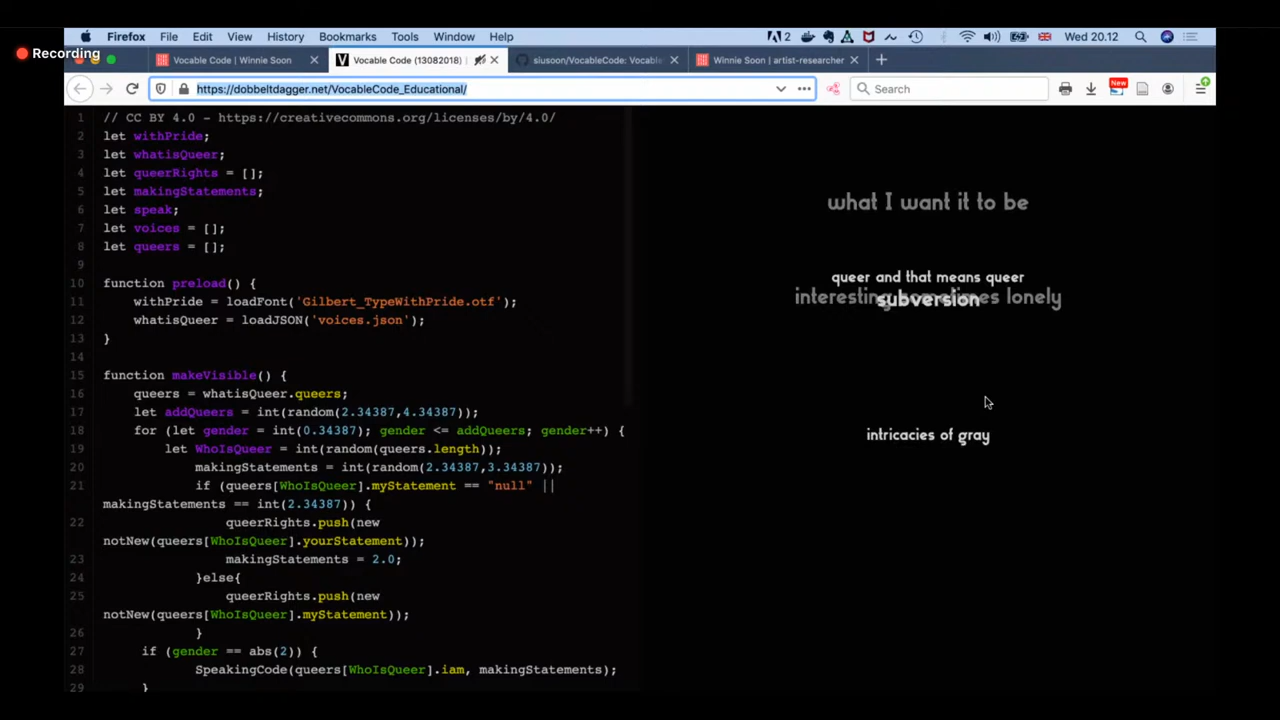 Recording
Firefox File Edit View History Bookmarks Tools Window Help
2
Wed 20.12
Vocable Code | Winnie Soon
Vocable Code (13082018)
siusoon/VocableCode: Vocable
Winnie Soon | artist-researcher
https://dobbeltdagger.net/VocableCode_Educational/
Search
New
1 // CC BY 4.0 - https://creativecommons.org/licenses/by/4.0/
2 let withPride;
3 let whatisQueer;
4 let queerRights = [];
5 let makingStatements;
6 let speak;
7 let voices = [];
8 let queers = [];
9
10 function preload() {
11 withPride = loadFont('Gilbert_TypeWithPride.otf');
12 whatisQueer = loadJSON('voices.json');
13 }
14
15 function makeVisible() {
16 queers = whatisQueer.queers;
17 let addQueers = int(random(2.34387,4.34387));
18 for (let gender = int(0.34387); gender <= addQueers; gender++) {
19 let WhoIsQueer = int(random(queers.length));
20 makingStatements = int(random(2.34387,3.34387));
21 if (queers[WhoIsQueer].myStatement == "null" ||
makingStatements == int(2.34387)) {
22 queerRights.push(new
notNew(queers[WhoIsQueer].yourStatement));
23 makingStatements = 2.0;
24 }else{
25 queerRights.push(new
notNew(queers[WhoIsQueer].myStatement));
26 }
27 if (gender == abs(2)) {
28 SpeakingCode(queers[WhoIsQueer].iam, makingStatements);
29 }
what I want it to be
queer and that means queer
subversion
intricacies of gray